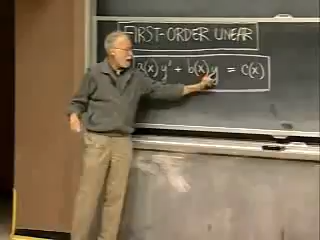 FIRST-ORDER LINEAR
a(x)y' + b(x)y = c(x)